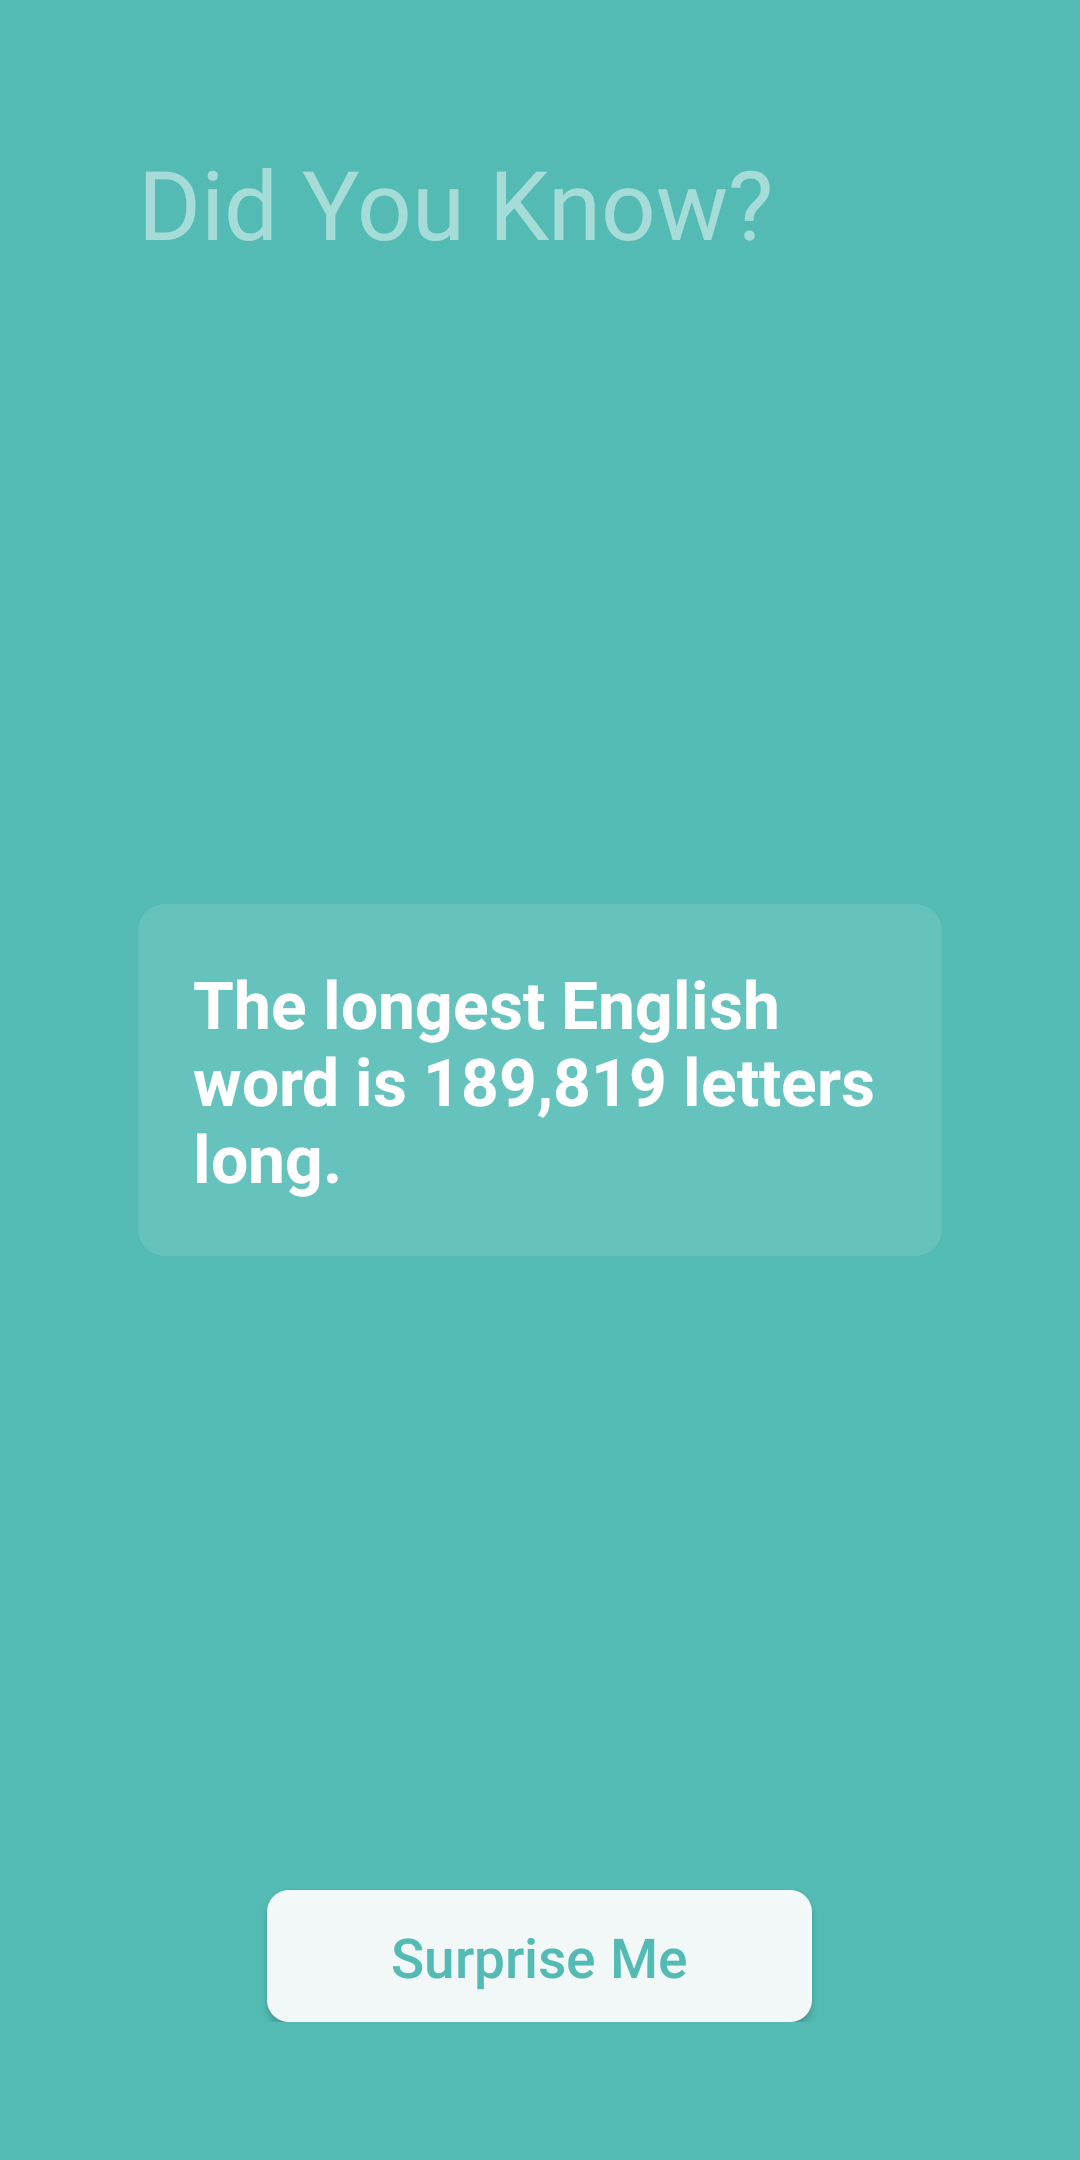 Did You Know?
The longest English
word is 189,819 letters
long.
Surprise Me